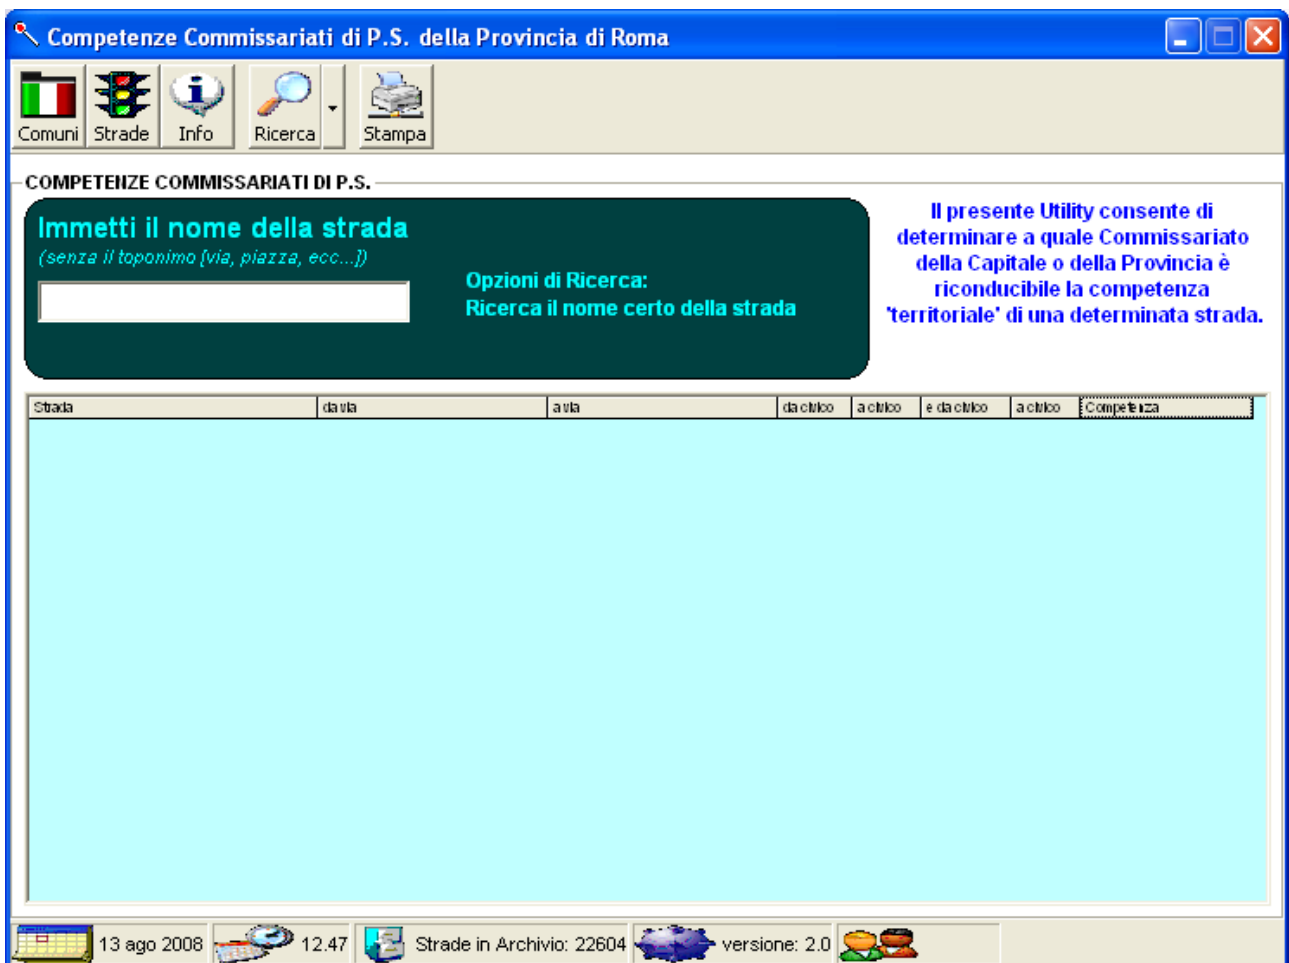 Competenze Commissariati di P.S. della Provincia di Roma
Comuni Strade Info Ricerca Stampa
COMPETENZE COMMISSARIATI DI P.S.
Immetti il nome della strada
(senza il toponimo [via, piazza, ecc...])
Opzioni di Ricerca:
Ricerca il nome certo della strada
Il presente Utility consente di
determinare a quale Commissariato
della Capitale o della Provincia è
riconducibile la competenza
'territoriale' di una determinata strada.
Strada da via a via da civico a civico e da civico a civico Competenza
13 ago 2008 12.47 Strade in Archivio: 22604 versione: 2.0